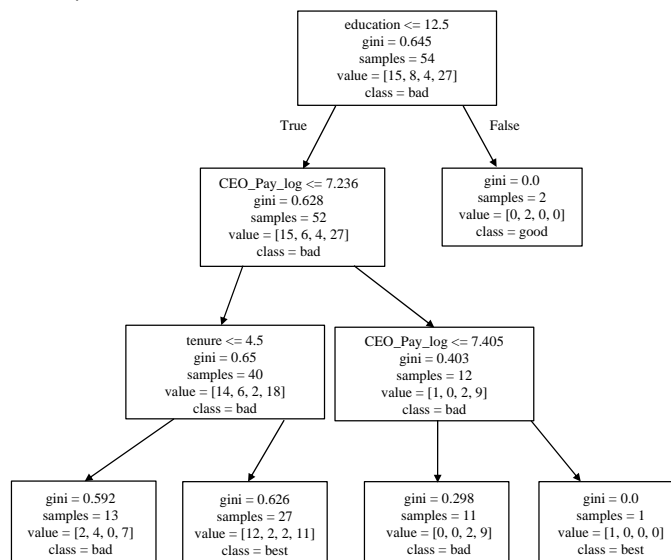 education <= 12.5
gini = 0.645
samples = 54
value = [15, 8, 4, 27]
class = bad
True
False
CEO_Pay_log <= 7.236
gini = 0.628
samples = 52
value = [15, 6, 4, 27]
class = bad
gini = 0.0
samples = 2
value = [0, 2, 0, 0]
class = good
tenure <= 4.5
gini = 0.65
samples = 40
value = [14, 6, 2, 18]
class = bad
CEO_Pay_log <= 7.405
gini = 0.403
samples = 12
value = [1, 0, 2, 9]
class = bad
gini = 0.592
samples = 13
value = [2, 4, 0, 7]
class = bad
gini = 0.626
samples = 27
value = [12, 2, 2, 11]
class = best
gini = 0.298
samples = 11
value = [0, 0, 2, 9]
class = bad
gini = 0.0
samples = 1
value = [1, 0, 0, 0]
class = best